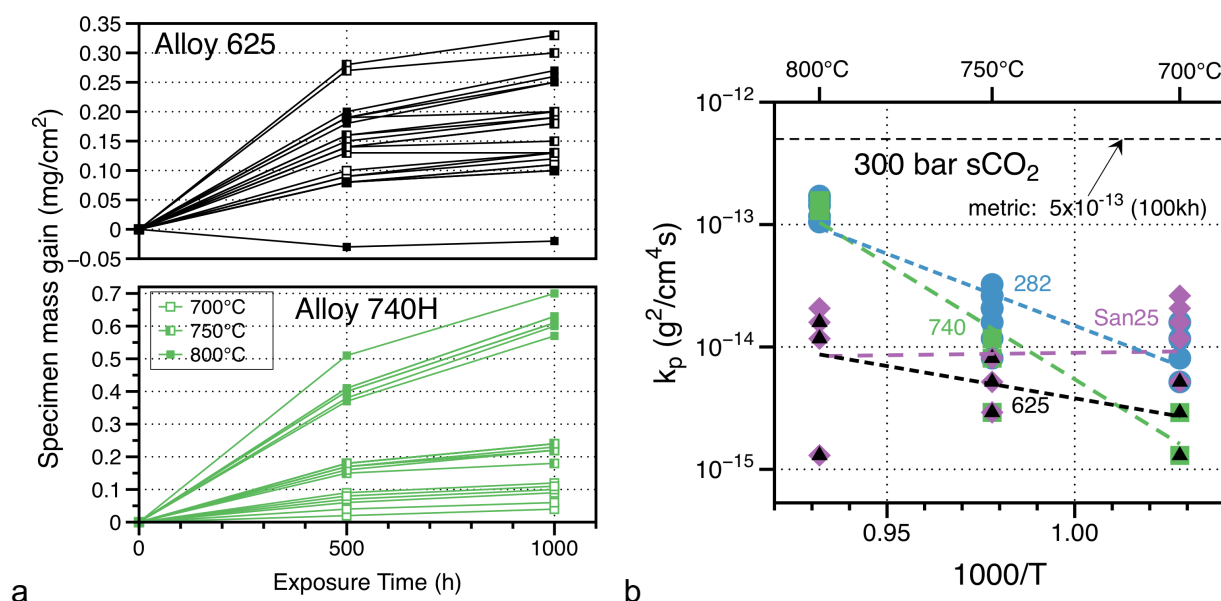 Alloy 625
Specimen mass gain (mg/cm²)
0.35
0.30
0.25
0.20
0.15
0.10
0.05
0
−0.05
Alloy 740H
700°C
750°C
800°C
0.7
0.6
0.5
0.4
0.3
0.2
0.1
0
0 500 1000
Exposure Time (h)
a
800°C 750°C 700°C
10⁻¹²
10⁻¹³
10⁻¹⁴
10⁻¹⁵
kₚ (g²/cm⁴s)
300 bar sCO₂
metric: 5x10⁻¹³ (100kh)
282
San25
740
625
0.95 1.00
1000/T
b